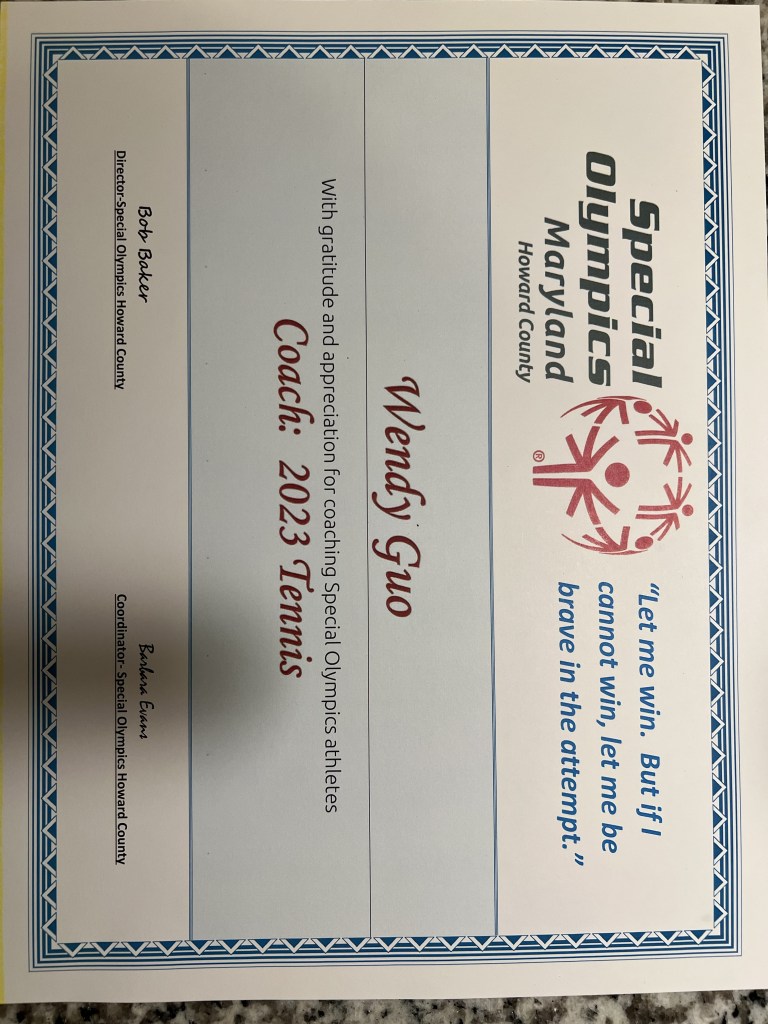 Special
Olympics
Maryland
Howard County
®
“Let me win. But if I
cannot win, let me be
brave in the attempt.”
Wendy Guo
With gratitude and appreciation for coaching Special Olympics athletes
Coach: 2023 Tennis
Bob Baker
Director-Special Olympics Howard County
Barbara Evans
Coordinator- Special Olympics Howard County